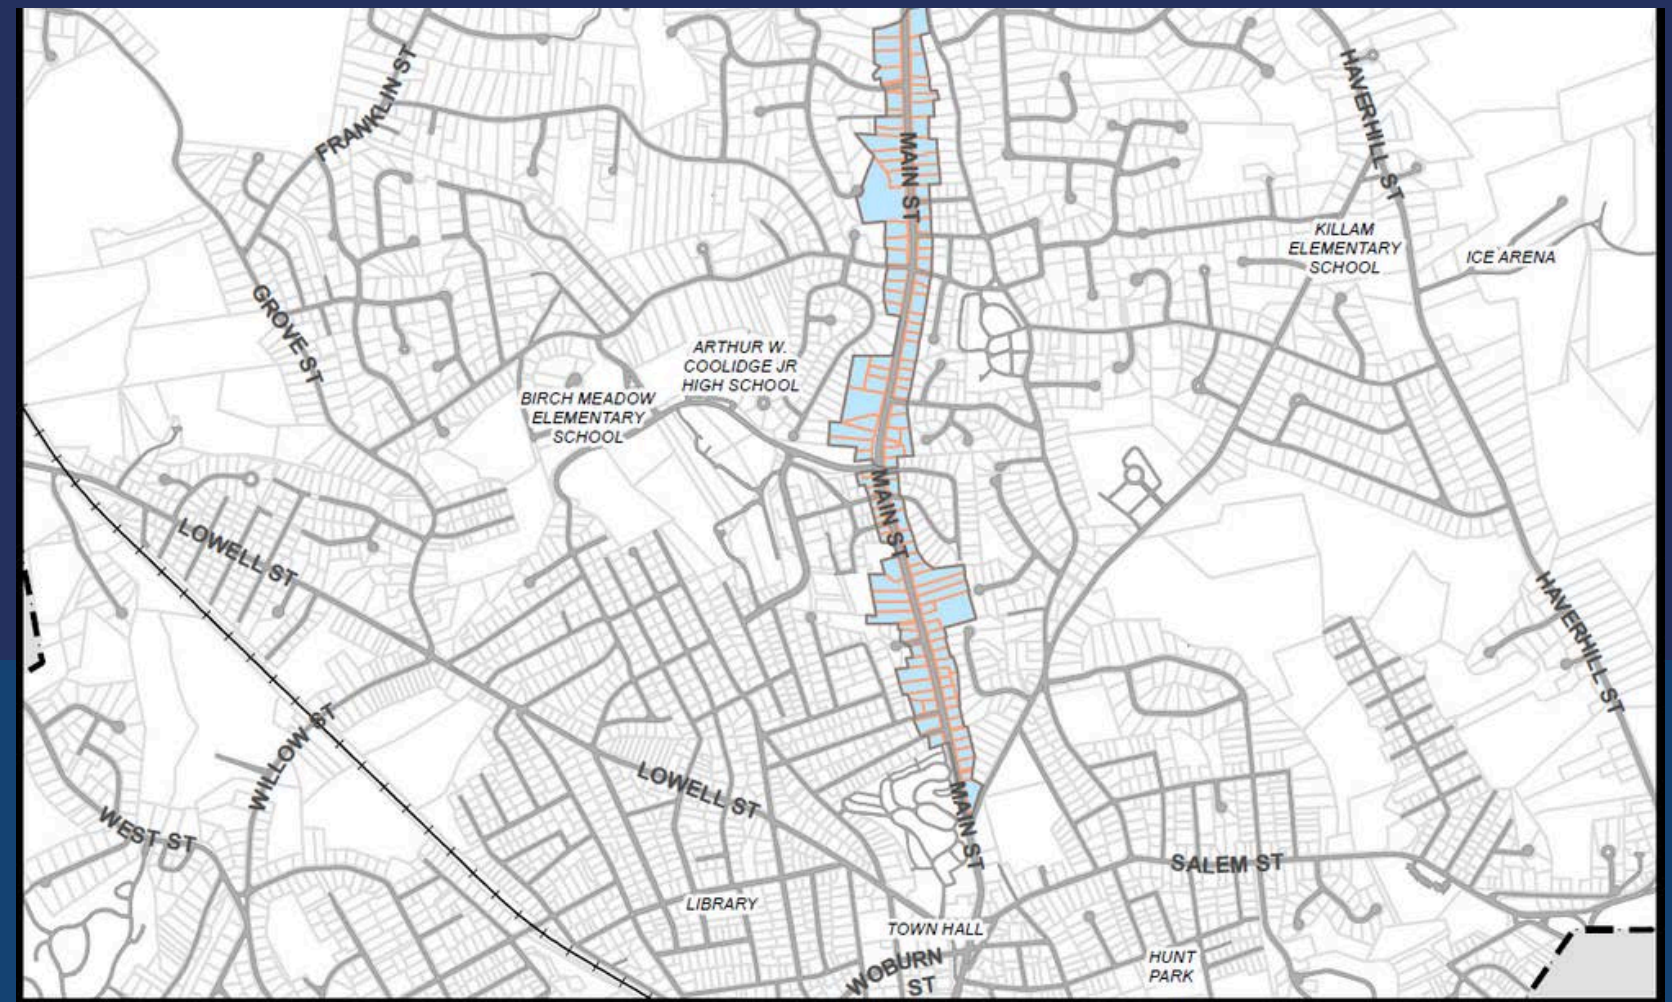 FRANKLIN ST
MAIN ST
HAVERHILL ST
KILLAM
ELEMENTARY
SCHOOL
ICE ARENA
GROVE ST
ARTHUR W.
COOLIDGE JR
HIGH SCHOOL
BIRCH MEADOW
ELEMENTARY
SCHOOL
MAIN ST
LOWELL ST
HAVERHILL ST
WILLOW ST
LOWELL ST
MAIN ST
WEST ST
SALEM ST
LIBRARY
TOWN HALL
HUNT
PARK
WOBURN
ST